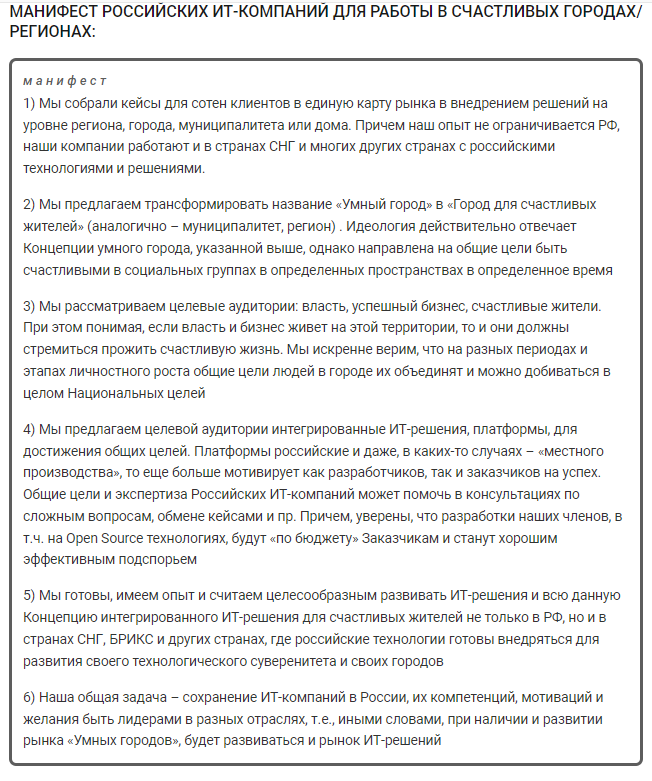 МАНИФЕСТ РОССИЙСКИХ ИТ-КОМПАНИЙ ДЛЯ РАБОТЫ В СЧАСТЛИВЫХ ГОРОДАХ/
РЕГИОНАХ:
манифест
1) Мы собрали кейсы для сотен клиентов в единую карту рынка в внедрением решений на
уровне региона, города, муниципалитета или дома. Причем наш опыт не ограничивается РФ,
наши компании работают и в странах СНГ и многих других странах с российскими
технологиями и решениями.
2) Мы предлагаем трансформировать название «Умный город» в «Город для счастливых
жителей» (аналогично – муниципалитет, регион) . Идеология действительно отвечает
Концепции умного города, указанной выше, однако направлена на общие цели быть
счастливыми в социальных группах в определенных пространствах в определенное время
3) Мы рассматриваем целевые аудитории: власть, успешный бизнес, счастливые жители.
При этом понимая, если власть и бизнес живет на этой территории, то и они должны
стремиться прожить счастливую жизнь. Мы искренне верим, что на разных периодах и
этапах личностного роста общие цели людей в городе их объединят и можно добиваться в
целом Национальных целей
4) Мы предлагаем целевой аудитории интегрированные ИТ-решения, платформы, для
достижения общих целей. Платформы российские и даже, в каких-то случаях – «местного
производства», то еще больше мотивирует как разработчиков, так и заказчиков на успех.
Общие цели и экспертиза Российских ИТ-компаний может помочь в консультациях по
сложным вопросам, обмене кейсами и пр. Причем, уверены, что разработки наших членов, в
т.ч. на Open Source технологиях, будут «по бюджету» Заказчикам и станут хорошим
эффективным подспорьем
5) Мы готовы, имеем опыт и считаем целесообразным развивать ИТ-решения и всю данную
Концепцию интегрированного ИТ-решения для счастливых жителей не только в РФ, но и в
странах СНГ, БРИКС и других странах, где российские технологии готовы внедряться для
развития своего технологического суверенитета и своих городов
6) Наша общая задача – сохранение ИТ-компаний в России, их компетенций, мотиваций и
желания быть лидерами в разных отраслях, т.е., иными словами, при наличии и развитии
рынка «Умных городов», будет развиваться и рынок ИТ-решений